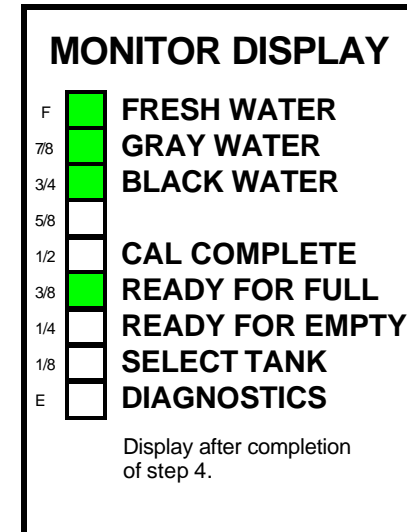 MONITOR DISPLAY
F FRESH WATER
7/8 GRAY WATER
3/4 BLACK WATER
5/8
1/2 CAL COMPLETE
3/8 READY FOR FULL
1/4 READY FOR EMPTY
1/8 SELECT TANK
E DIAGNOSTICS
Display after completion
of step 4.